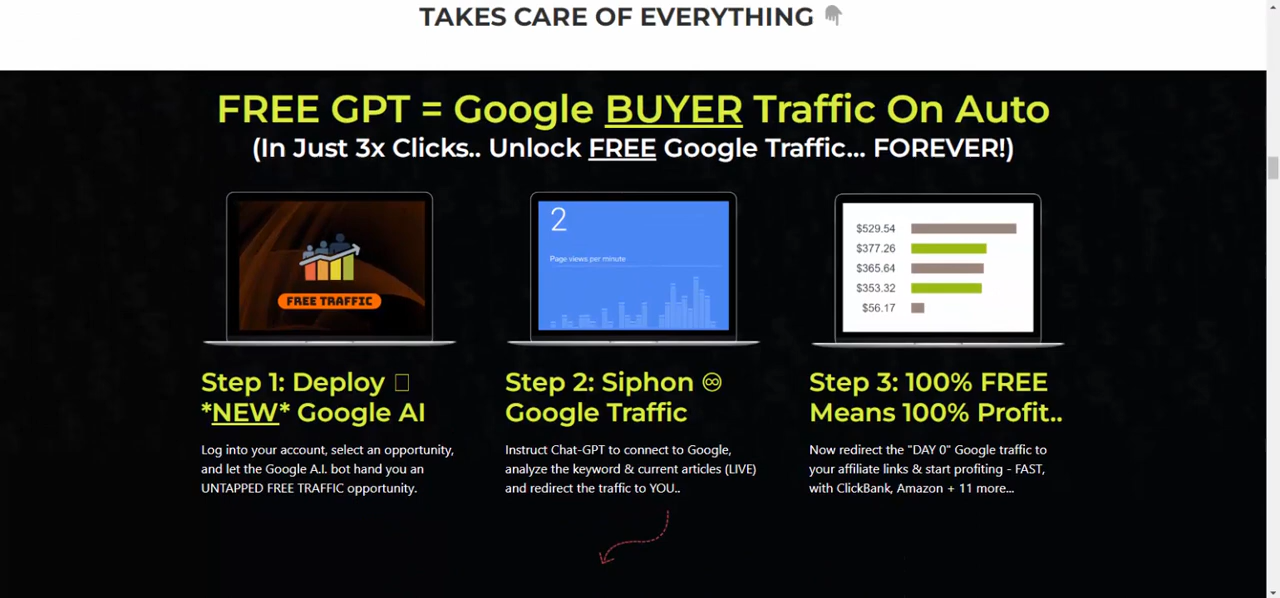 TAKES CARE OF EVERYTHING 👇
FREE GPT = Google BUYER Traffic On Auto
(In Just 3x Clicks.. Unlock FREE Google Traffic... FOREVER!)
FREE TRAFFIC
2
Page views per minute
$529.54
$377.26
$365.64
$353.32
$56.17
Step 1: Deploy
*NEW* Google AI
Log into your account, select an opportunity,
and let the Google A.I. bot hand you an
UNTAPPED FREE TRAFFIC opportunity.
Step 2: Siphon ♾
Google Traffic
Instruct Chat-GPT to connect to Google,
analyze the keyword & current articles (LIVE)
and redirect the traffic to YOU..
Step 3: 100% FREE
Means 100% Profit..
Now redirect the "DAY 0" Google traffic to
your affiliate links & start profiting - FAST,
with ClickBank, Amazon + 11 more...